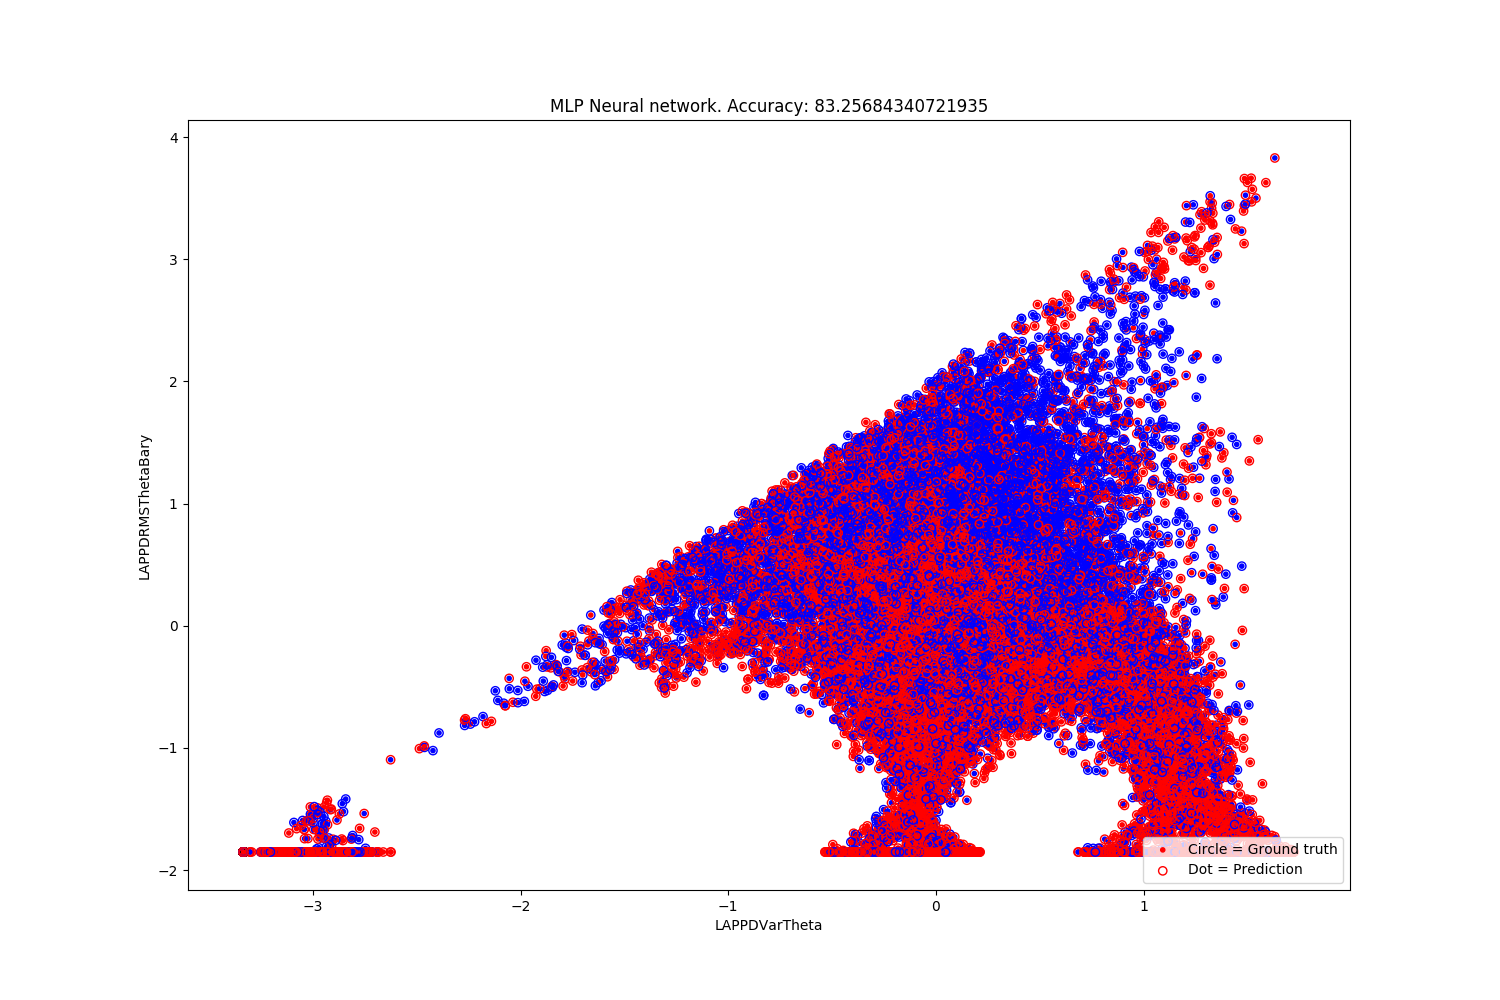 MLP Neural network. Accuracy: 83.25684340721935
4
3
2
1
0
−1
−2
LAPPDRMSThetaBary
−3
−2
−1
0
1
LAPPDVarTheta
Circle = Ground truth
Dot = Prediction